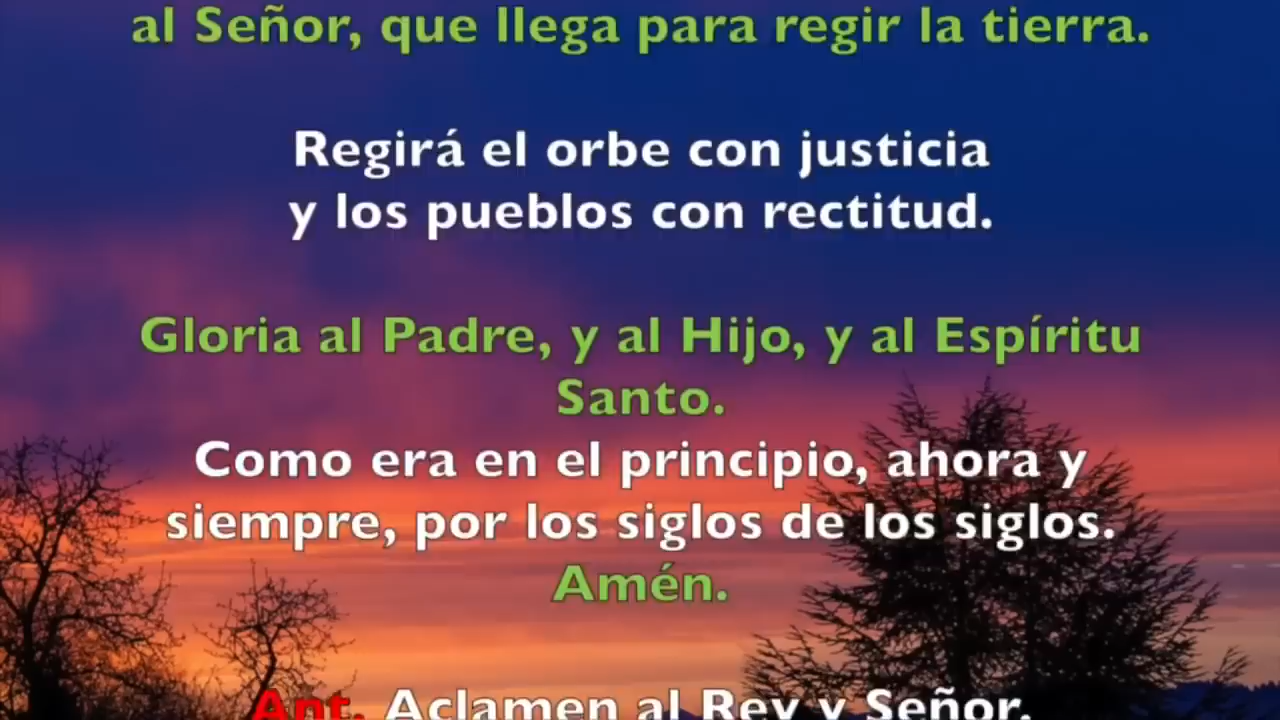 al Señor, que llega para regir la tierra.
Regirá el orbe con justicia
y los pueblos con rectitud.
Gloria al Padre, y al Hijo, y al Espíritu
Santo.
Como era en el principio, ahora y
siempre, por los siglos de los siglos.
Amén.
Ant. Aclamen al Rey y Señor.